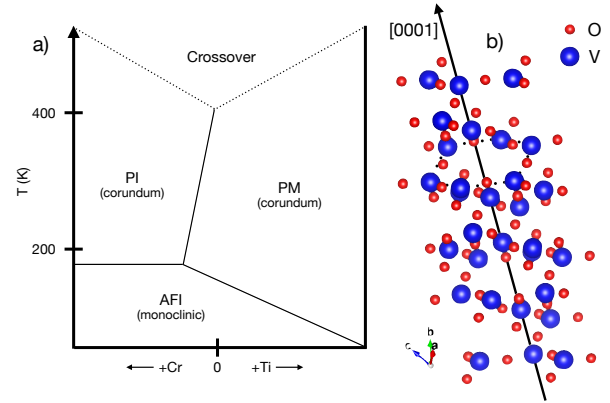 a)
Crossover
400
T (K)
PI
(corundum)
PM
(corundum)
200
AFI
(monoclinic)
+Cr
0
+Ti
[0001]
b)
O
V
b
c
a